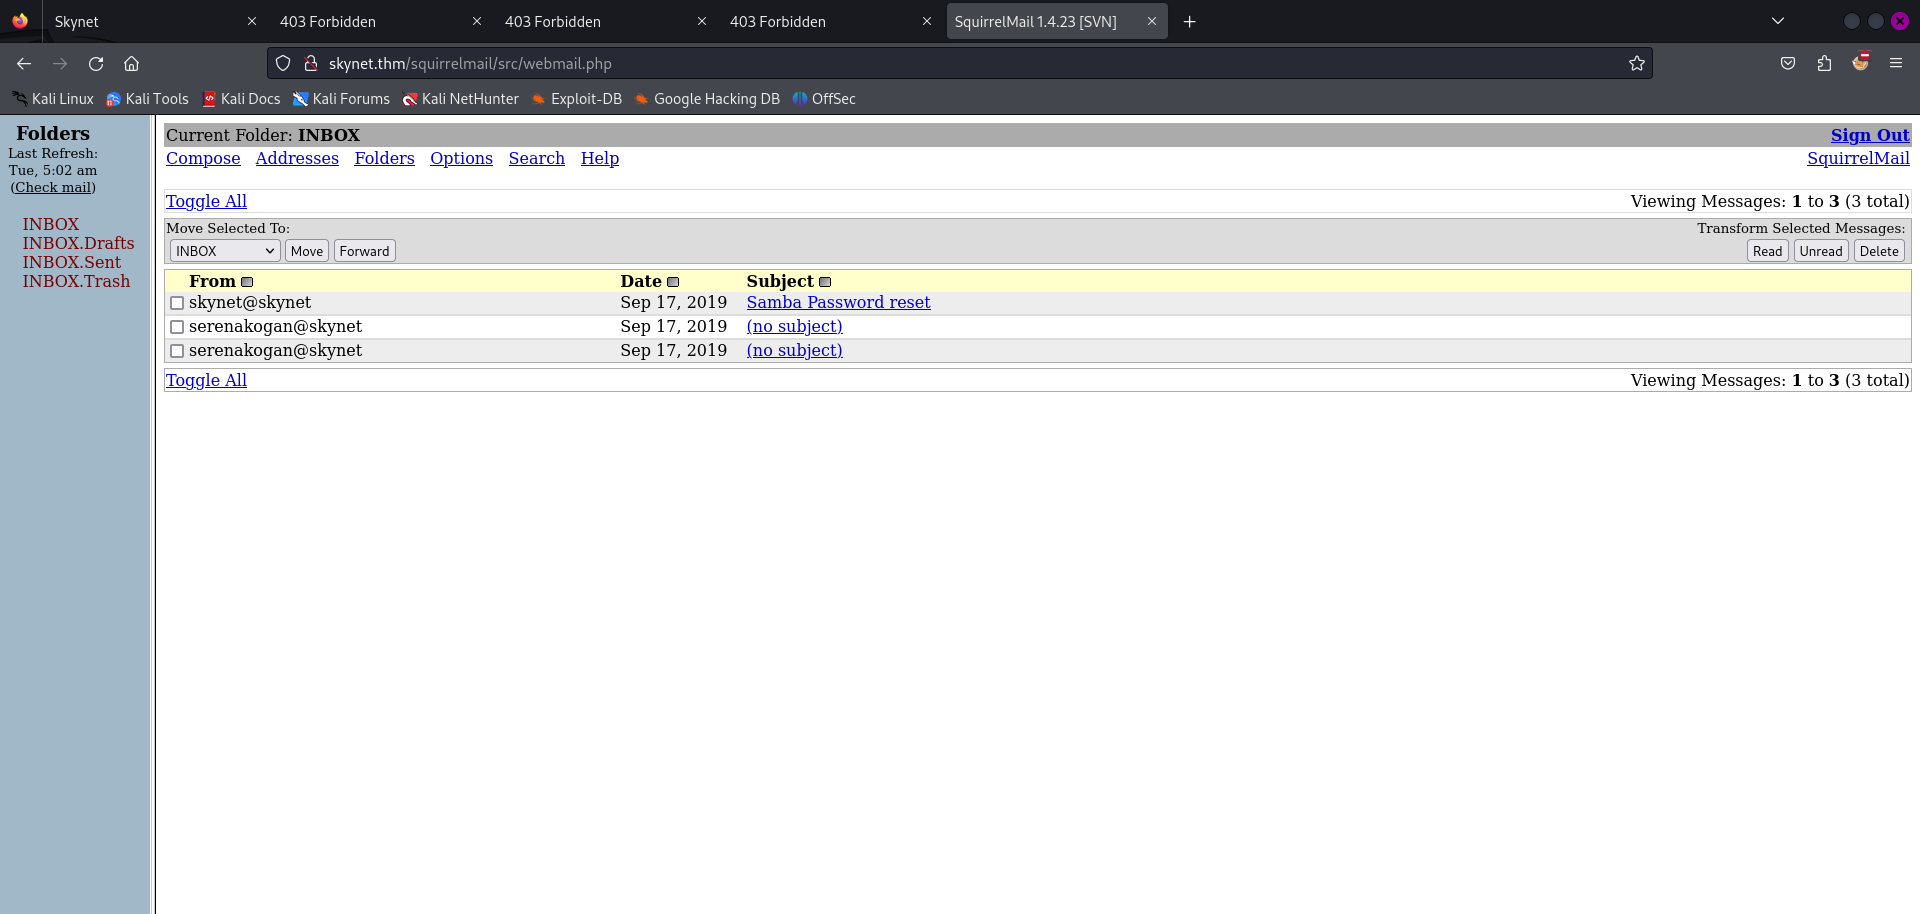 Skynet 403 Forbidden 403 Forbidden 403 Forbidden SquirrelMail 1.4.23 [SVN]
skynet.thm/squirrelmail/src/webmail.php
Kali Linux Kali Tools Kali Docs Kali Forums Kali NetHunter Exploit-DB Google Hacking DB OffSec
Folders
Last Refresh:
Tue, 5:02 am
(Check mail)
INBOX
INBOX.Drafts
INBOX.Sent
INBOX.Trash
Current Folder: INBOX Sign Out
Compose Addresses Folders Options Search Help SquirrelMail
Toggle All Viewing Messages: 1 to 3 (3 total)
Move Selected To: Transform Selected Messages:
INBOX Move Forward Read Unread Delete
From Date Subject
skynet@skynet Sep 17, 2019 Samba Password reset
serenakogan@skynet Sep 17, 2019 (no subject)
serenakogan@skynet Sep 17, 2019 (no subject)
Toggle All Viewing Messages: 1 to 3 (3 total)